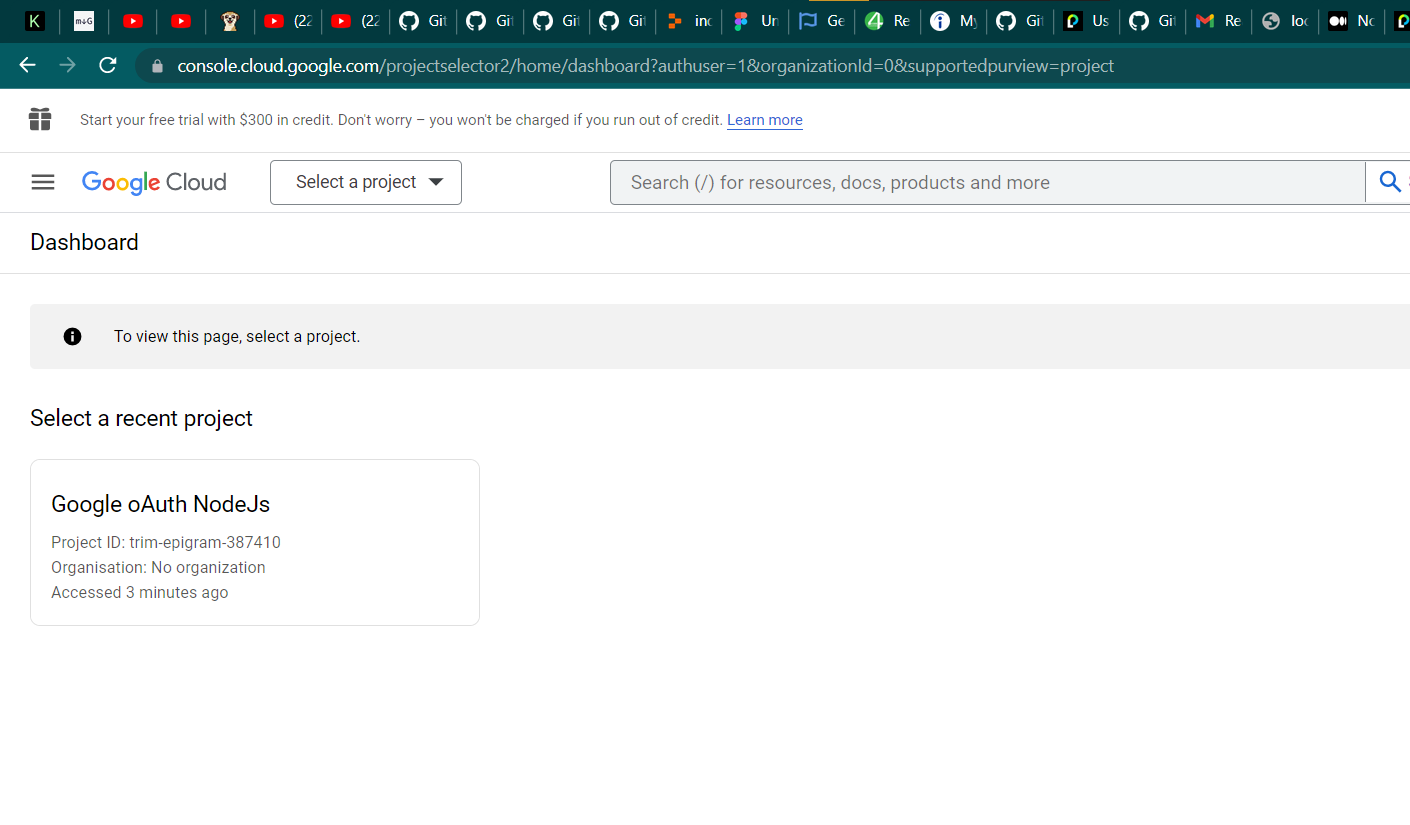 K m+G (22 (22 Git Git Git Git inc Un Ge Re My Git Us Git Re loc No
console.cloud.google.com/projectselector2/home/dashboard?authuser=1&organizationId=0&supportedpurview=project
Start your free trial with $300 in credit. Don't worry – you won't be charged if you run out of credit. Learn more
Google Cloud Select a project Search (/) for resources, docs, products and more
Dashboard
To view this page, select a project.
Select a recent project
Google oAuth NodeJs
Project ID: trim-epigram-387410
Organisation: No organization
Accessed 3 minutes ago